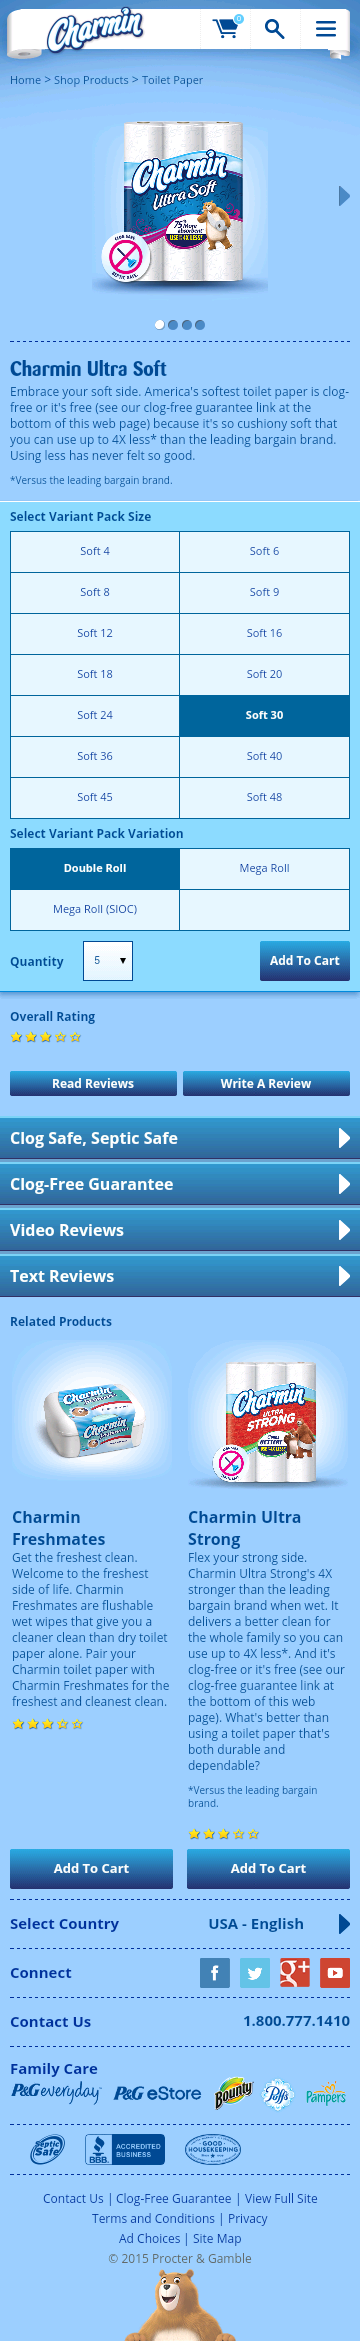 Charmin
0
Home > Shop Products > Toilet Paper
Charmin
Ultra Soft
75% More
absorbent*
USE UP TO 4X LESS!
CLOG SAFE
SEPTIC SAFE
Charmin Ultra Soft
Embrace your soft side. America's softest toilet paper is clog-
free or it's free (see our clog-free guarantee link at the
bottom of this web page) because it's so cushiony soft that
you can use up to 4X less* than the leading bargain brand.
Using less has never felt so good.
*Versus the leading bargain brand.
Select Variant Pack Size
Soft 4 Soft 6
Soft 8 Soft 9
Soft 12 Soft 16
Soft 18 Soft 20
Soft 24 Soft 30
Soft 36 Soft 40
Soft 45 Soft 48
Select Variant Pack Variation
Double Roll Mega Roll
Mega Roll (SIOC)
Quantity 5 Add To Cart
Overall Rating
Read Reviews Write A Review
Clog Safe, Septic Safe
Clog-Free Guarantee
Video Reviews
Text Reviews
Related Products
Charmin
Charmin
Charmin
ULTRA
STRONG
Charmin
Freshmates
Get the freshest clean.
Welcome to the freshest
side of life. Charmin
Freshmates are flushable
wet wipes that give you a
cleaner clean than dry toilet
paper alone. Pair your
Charmin toilet paper with
Charmin Freshmates for the
freshest and cleanest clean.
Charmin Ultra
Strong
Flex your strong side.
Charmin Ultra Strong's 4X
stronger than the leading
bargain brand when wet. It
delivers a better clean for
the whole family so you can
use up to 4X less*. And it's
clog-free or it's free (see our
clog-free guarantee link at
the bottom of this web
page). What's better than
using a toilet paper that's
both durable and
dependable?
*Versus the leading bargain
brand.
Add To Cart Add To Cart
Select Country USA - English
Connect f g+
Contact Us 1.800.777.1410
Family Care
P&G everyday P&G eStore Bounty Puffs Pampers
Septic Safe BBB. ACCREDITED BUSINESS GOOD HOUSEKEEPING
Contact Us | Clog-Free Guarantee | View Full Site
Terms and Conditions | Privacy
Ad Choices | Site Map
© 2015 Procter & Gamble